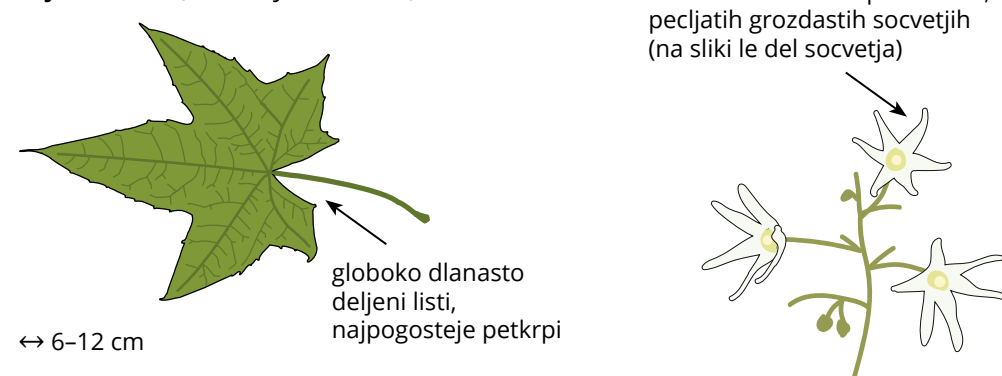 pecljatih grozdastih socvetjih
(na sliki le del socvetja)
globoko dlanasto
deljeni listi,
najpogosteje petkrpi
↔ 6–12 cm